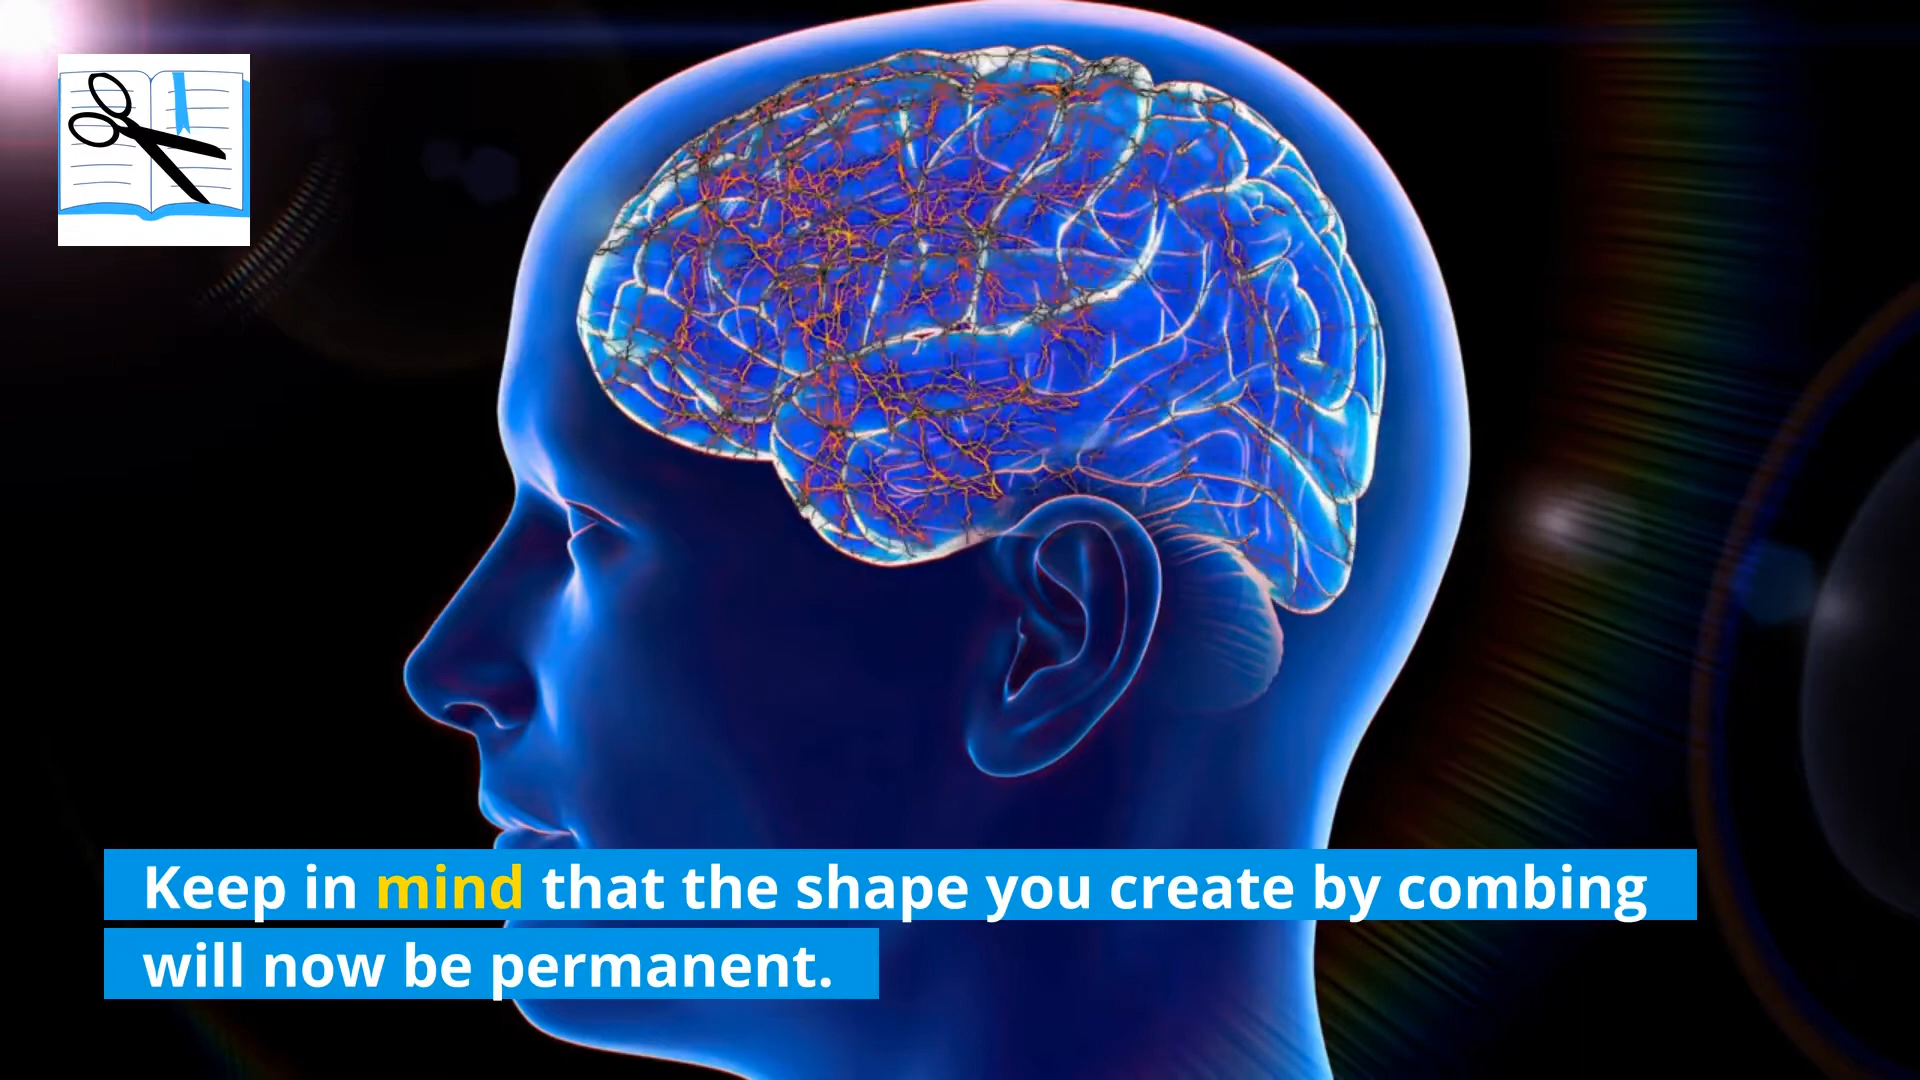 Keep in mind that the shape you create by combing
will now be permanent.